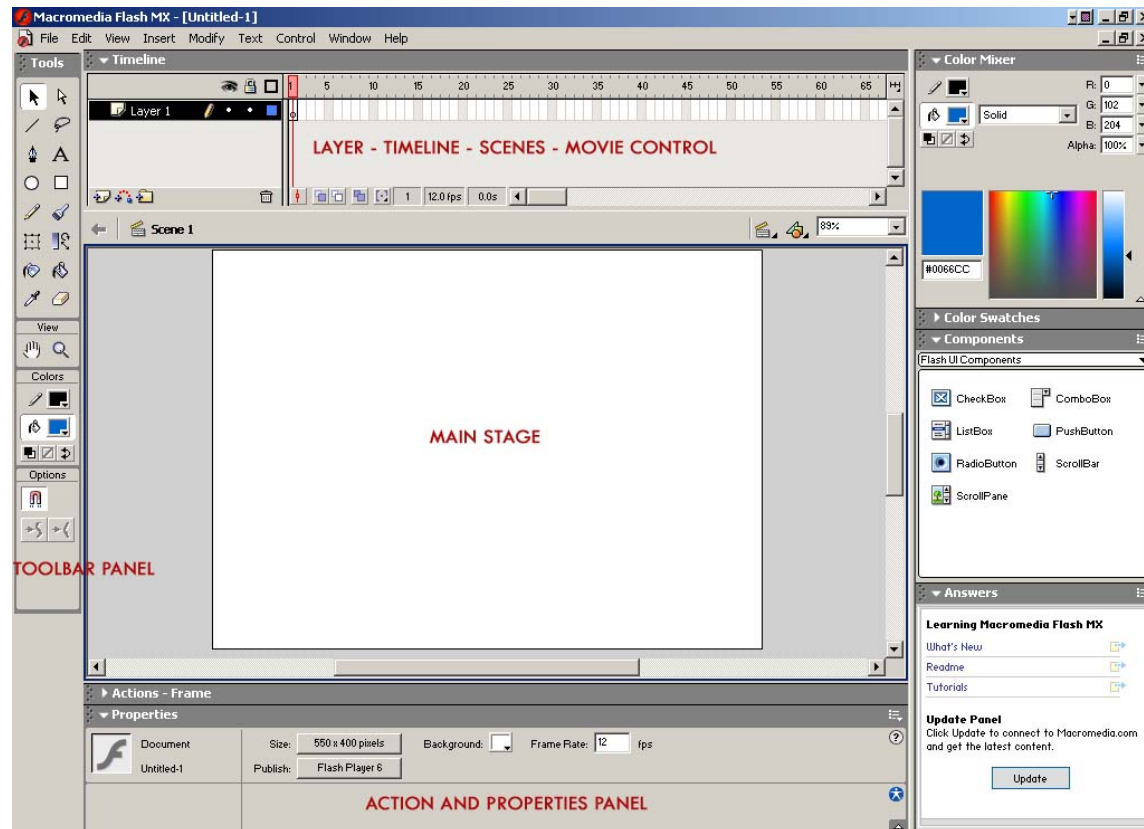 Macromedia Flash MX - [Untitled-1]
File Edit View Insert Modify Text Control Window Help
Tools
Timeline
1 5 10 15 20 25 30 35 40 45 50 55 60 65
Layer 1
LAYER - TIMELINE - SCENES - MOVIE CONTROL
1 12.0 fps 0.0s
Scene 1
89%
View
Colors
Options
TOOLBAR PANEL
MAIN STAGE
Actions - Frame
Properties
Document
Untitled-1
Size: 550 x 400 pixels Background: Frame Rate: 12 fps
Publish: Flash Player 6
ACTION AND PROPERTIES PANEL
Color Mixer
R: 0
Solid
G: 102
B: 204
Alpha: 100%
#0066CC
Color Swatches
Components
Flash UI Components
CheckBox ComboBox
ListBox PushButton
RadioButton ScrollBar
ScrollPane
Answers
Learning Macromedia Flash MX
What's New
Readme
Tutorials
Update Panel
Click Update to connect to Macromedia.com
and get the latest content.
Update